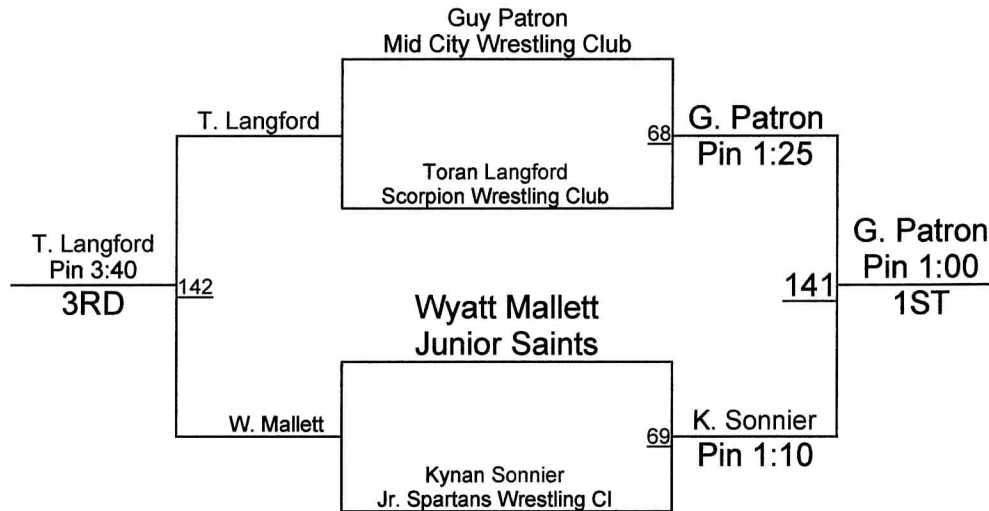 Guy Patron
Mid City Wrestling Club
T. Langford
68
G. Patron
Pin 1:25
Toran Langford
Scorpion Wrestling Club
T. Langford
Pin 3:40
3RD
142
141
G. Patron
Pin 1:00
1ST
Wyatt Mallett
Junior Saints
W. Mallett
69
K. Sonnier
Pin 1:10
Kynan Sonnier
Jr. Spartans Wrestling Cl